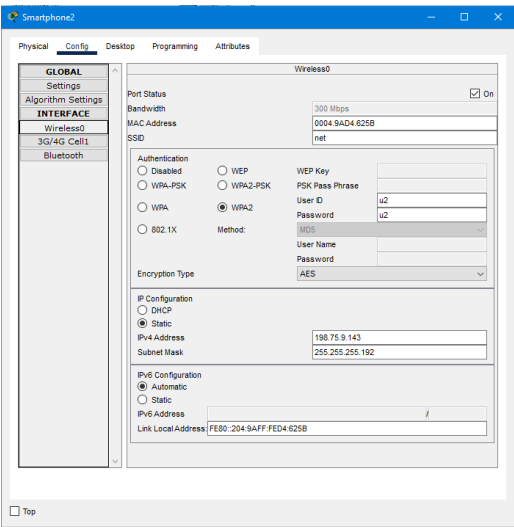 Smartphone2
Physical Config Desktop Programming Attributes
GLOBAL
Settings
Algorithm Settings
INTERFACE
Wireless0
3G/4G Cell1
Bluetooth
Wireless0
Port Status On
Bandwidth 300 Mbps
MAC Address 0004.9AD4.625B
SSID net
Authentication
Disabled WEP WEP Key
WPA-PSK WPA2-PSK PSK Pass Phrase
User ID u2
WPA WPA2
Password u2
802.1X Method: MD5
User Name
Password
Encryption Type AES
IP Configuration
DHCP
Static
IPv4 Address 198.75.9.143
Subnet Mask 255.255.255.192
IPv6 Configuration
Automatic
Static
IPv6 Address /
Link Local Address: FE80::204:9AFF:FED4:625B
Top